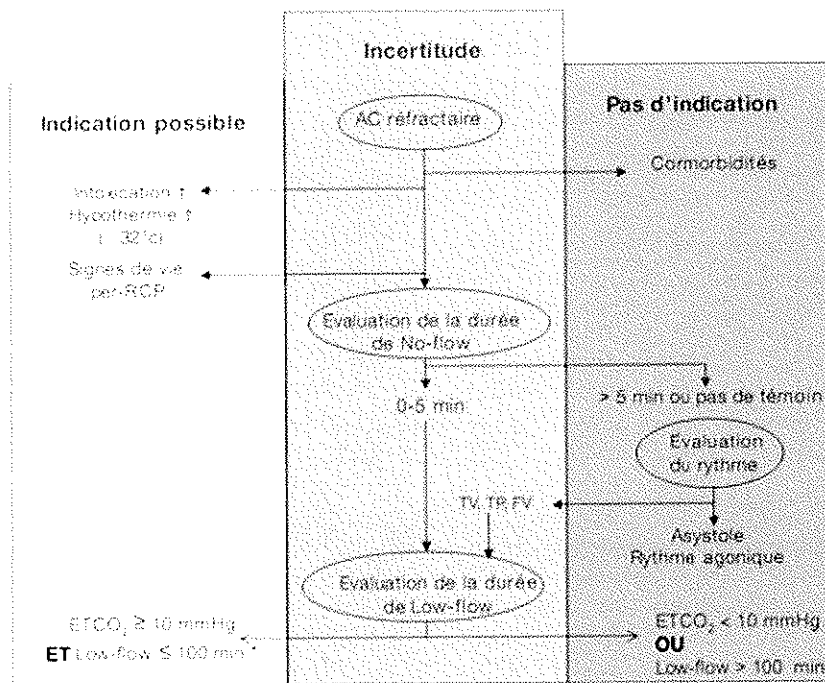 Incertitude
Indication possible
Pas d'indication
AC réfractaire
Cormorbidités
Intoxication †
Hypothermie †
( 32°c)
Signes de vie
per-RCP
Evaluation de la durée
de No-flow
0-5 min
> 5 min ou pas de témoin
Evaluation
du rythme
TV, TP, FV
Asystole
Rythme agonique
Evaluation de la durée
de Low-flow
ETCO₂ ≥ 10 mmHg
ET Low-flow ≤ 100 min
ETCO₂ < 10 mmHg
OU
Low-flow > 100 min